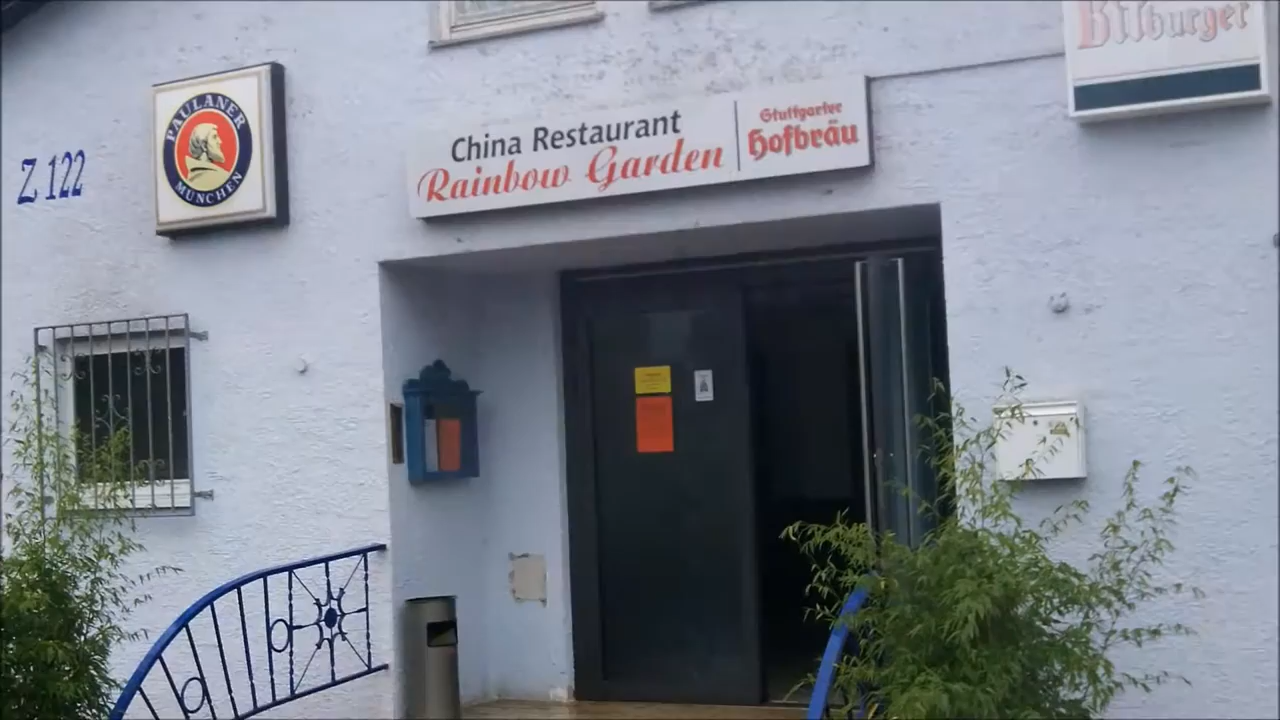 Z 122
PAULANER
MÜNCHEN
China Restaurant
Rainbow Garden
Stuttgarter
Hofbräu
Bitburger